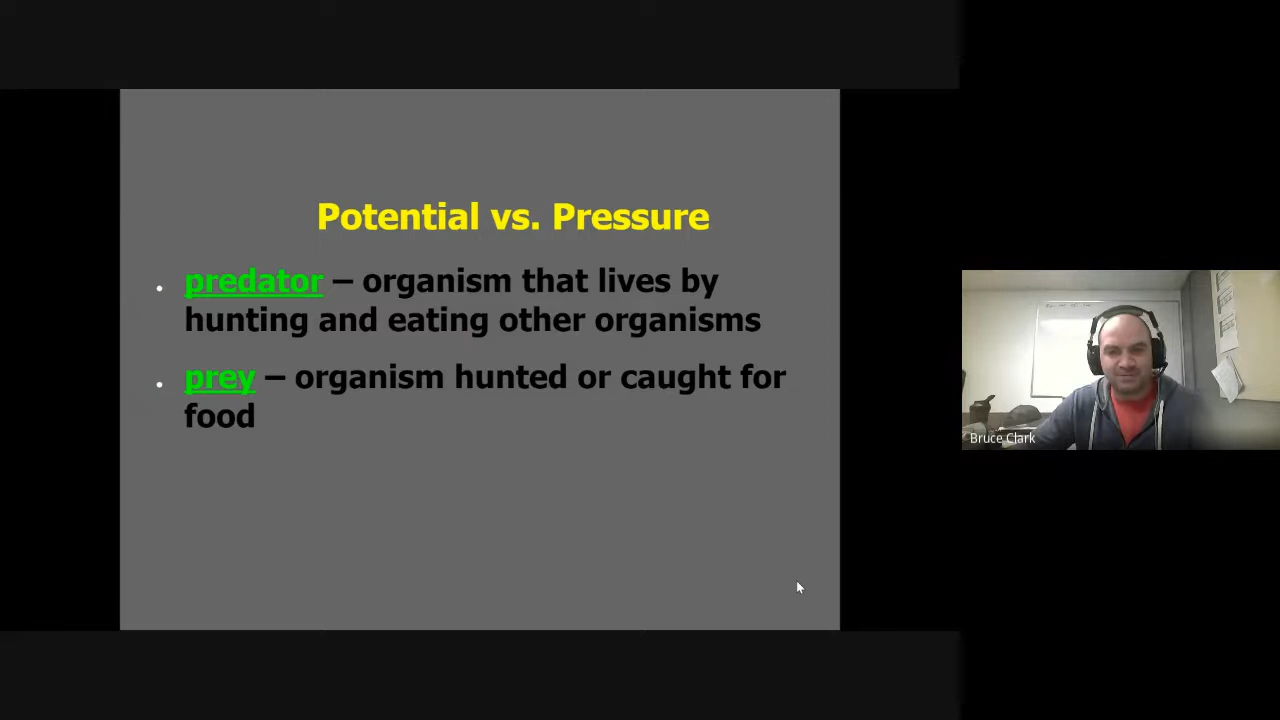 Potential vs. Pressure
• predator – organism that lives by
hunting and eating other organisms
• prey – organism hunted or caught for
food
Bruce Clark